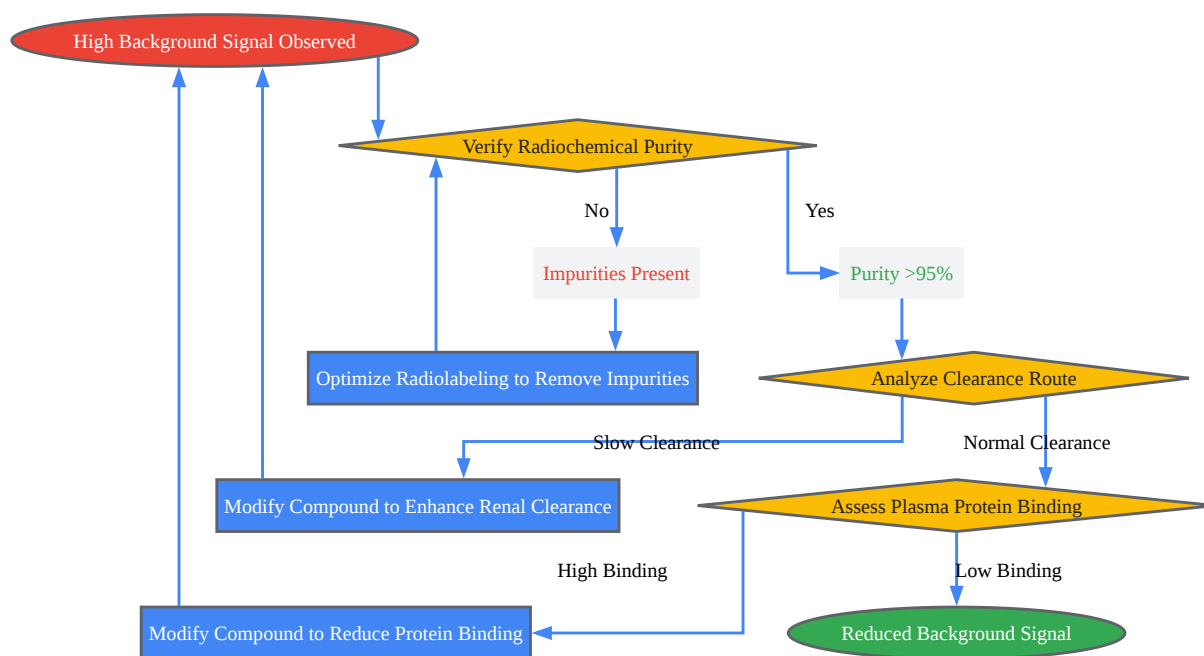 High Background Signal Observed
Verify Radiochemical Purity
No
Yes
Impurities Present
Purity >95%
Optimize Radiolabeling to Remove Impurities
Analyze Clearance Route
Slow Clearance
Normal Clearance
Modify Compound to Enhance Renal Clearance
Assess Plasma Protein Binding
High Binding
Low Binding
Modify Compound to Reduce Protein Binding
Reduced Background Signal